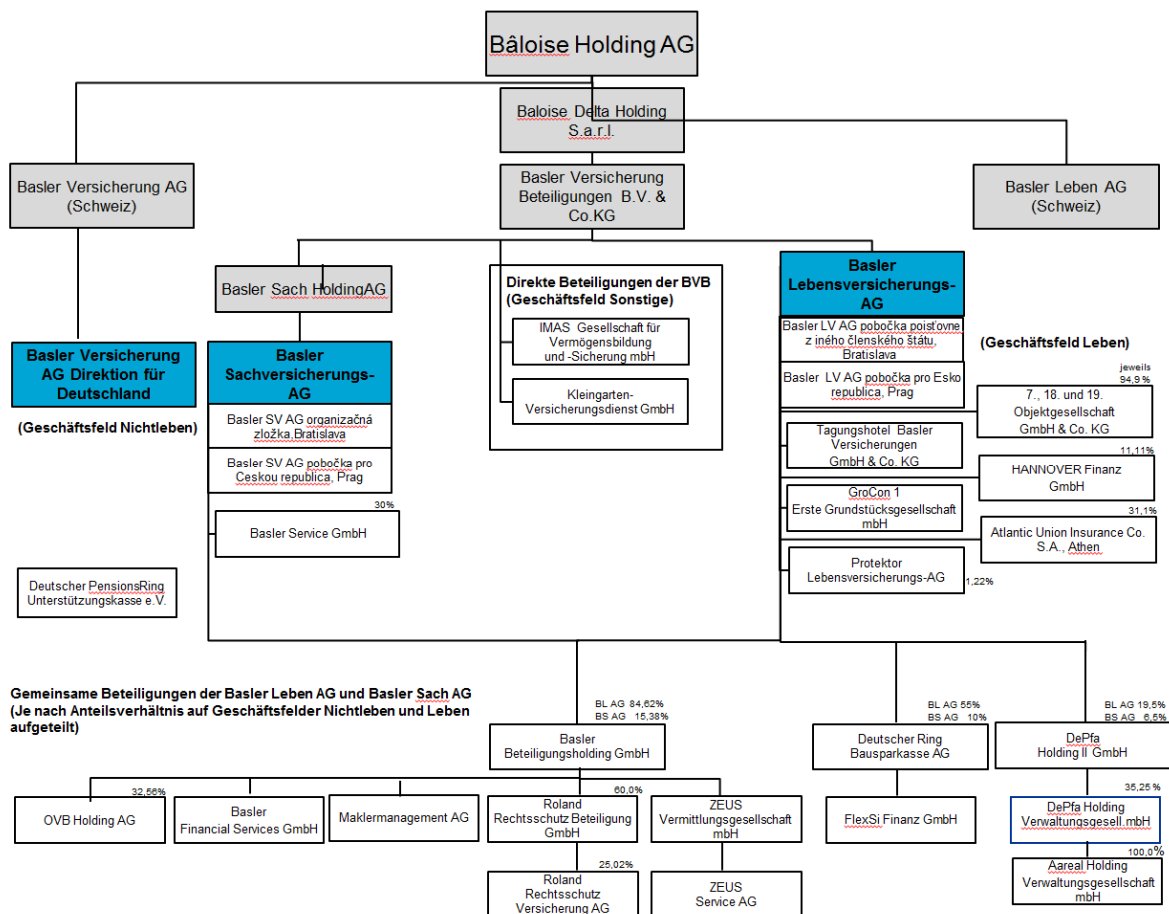 Bâloise Holding AG
Baloise Delta Holding
S.a.r.l.
Basler Versicherung AG
(Schweiz)
Basler Versicherung
Beteiligungen B.V. &
Co.KG
Basler Leben AG
(Schweiz)
Basler Sach HoldingAG
Direkte Beteiligungen der BVB
(Geschäftsfeld Sonstige)
IMAS Gesellschaft für
Vermögensbildung
und -Sicherung mbH
Kleingarten-
Versicherungsdienst GmbH
Basler
Lebensversicherungs-
AG
Basler LV AG pobočka poisťovne
z iného členského štátu,
Bratislava
Basler LV AG pobočka pro Esko
republica, Prag
(Geschäftsfeld Leben)
jeweils
94,9 %
7., 18. und 19.
Objektgesellschaft
GmbH & Co. KG
Basler Versicherung
AG Direktion für
Deutschland
(Geschäftsfeld Nichtleben)
Basler
Sachversicherungs-
AG
Basler SV AG organizačná
zložka,Bratislava
Basler SV AG pobočka pro
Ceskou republica, Prag
30%
Basler Service GmbH
Tagungshotel Basler
Versicherungen
GmbH & Co. KG
11,11%
HANNOVER Finanz
GmbH
GroCon 1
Erste Grundstücksgesellschaft
mbH
31,1%
Atlantic Union Insurance Co.
S.A., Athen
Protektor
Lebensversicherungs-AG
1,22%
Deutscher PensionsRing
Unterstützungskasse e.V.
Gemeinsame Beteiligungen der Basler Leben AG und Basler Sach AG
(Je nach Anteilsverhältnis auf Geschäftsfelder Nichtleben und Leben
aufgeteilt)
BL AG 84,62%
BS AG 15,38%
Basler
Beteiligungsholding GmbH
BL AG 55%
BS AG 10%
Deutscher Ring
Bausparkasse AG
BL AG 19,5%
BS AG 6,5%
DePfa
Holding II GmbH
32,56%
OVB Holding AG
Basler
Financial Services GmbH
Maklermanagement AG
60,0%
Roland
Rechtsschutz Beteiligung
GmbH
ZEUS
Vermittlungsgesellschaft
mbH
FlexSi Finanz GmbH
35,25 %
DePfa Holding
Verwaltungsgesell.mbH
25,02%
Roland
Rechtsschutz
Versicherung AG
ZEUS
Service AG
100,0%
Aareal Holding
Verwaltungsgesellschaft
mbH